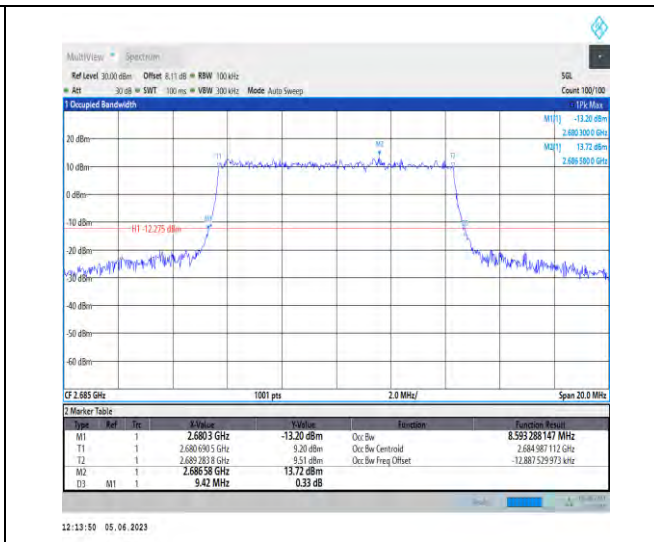 MultiView Spectrum
Ref Level 30.00 dBm Offset 8.11 dB RBW 100 kHz SGL
Att 30 dB SWT 100 ms VBW 300 kHz Mode Auto Sweep Count 100/100
1 Occupied Bandwidth 1Pk Max
M1[1] -13.20 dBm
2.680 300 0 GHz
M2[1] 13.72 dBm
2.686 580 0 GHz
20 dBm
M2
T1 T2
10 dBm
0 dBm
-10 dBm
H1 -12.275 dBm
-20 dBm
-30 dBm
-40 dBm
-50 dBm
-60 dBm
CF 2.685 GHz 1001 pts 2.0 MHz/ Span 20.0 MHz
2 Marker Table
Type Ref Trc X-Value Y-Value Function Function Result
M1 1 2.6803 GHz -13.20 dBm Occ Bw 8.593 288 147 MHz
T1 1 2.680 690 5 GHz 9.20 dBm Occ Bw Centroid 2.684 987 112 GHz
T2 1 2.689 283 8 GHz 9.51 dBm Occ Bw Freq Offset -12.887 529 973 kHz
M2 1 2.686 58 GHz 13.72 dBm
D3 M1 1 9.42 MHz 0.33 dB
12:13:50 05.06.2023